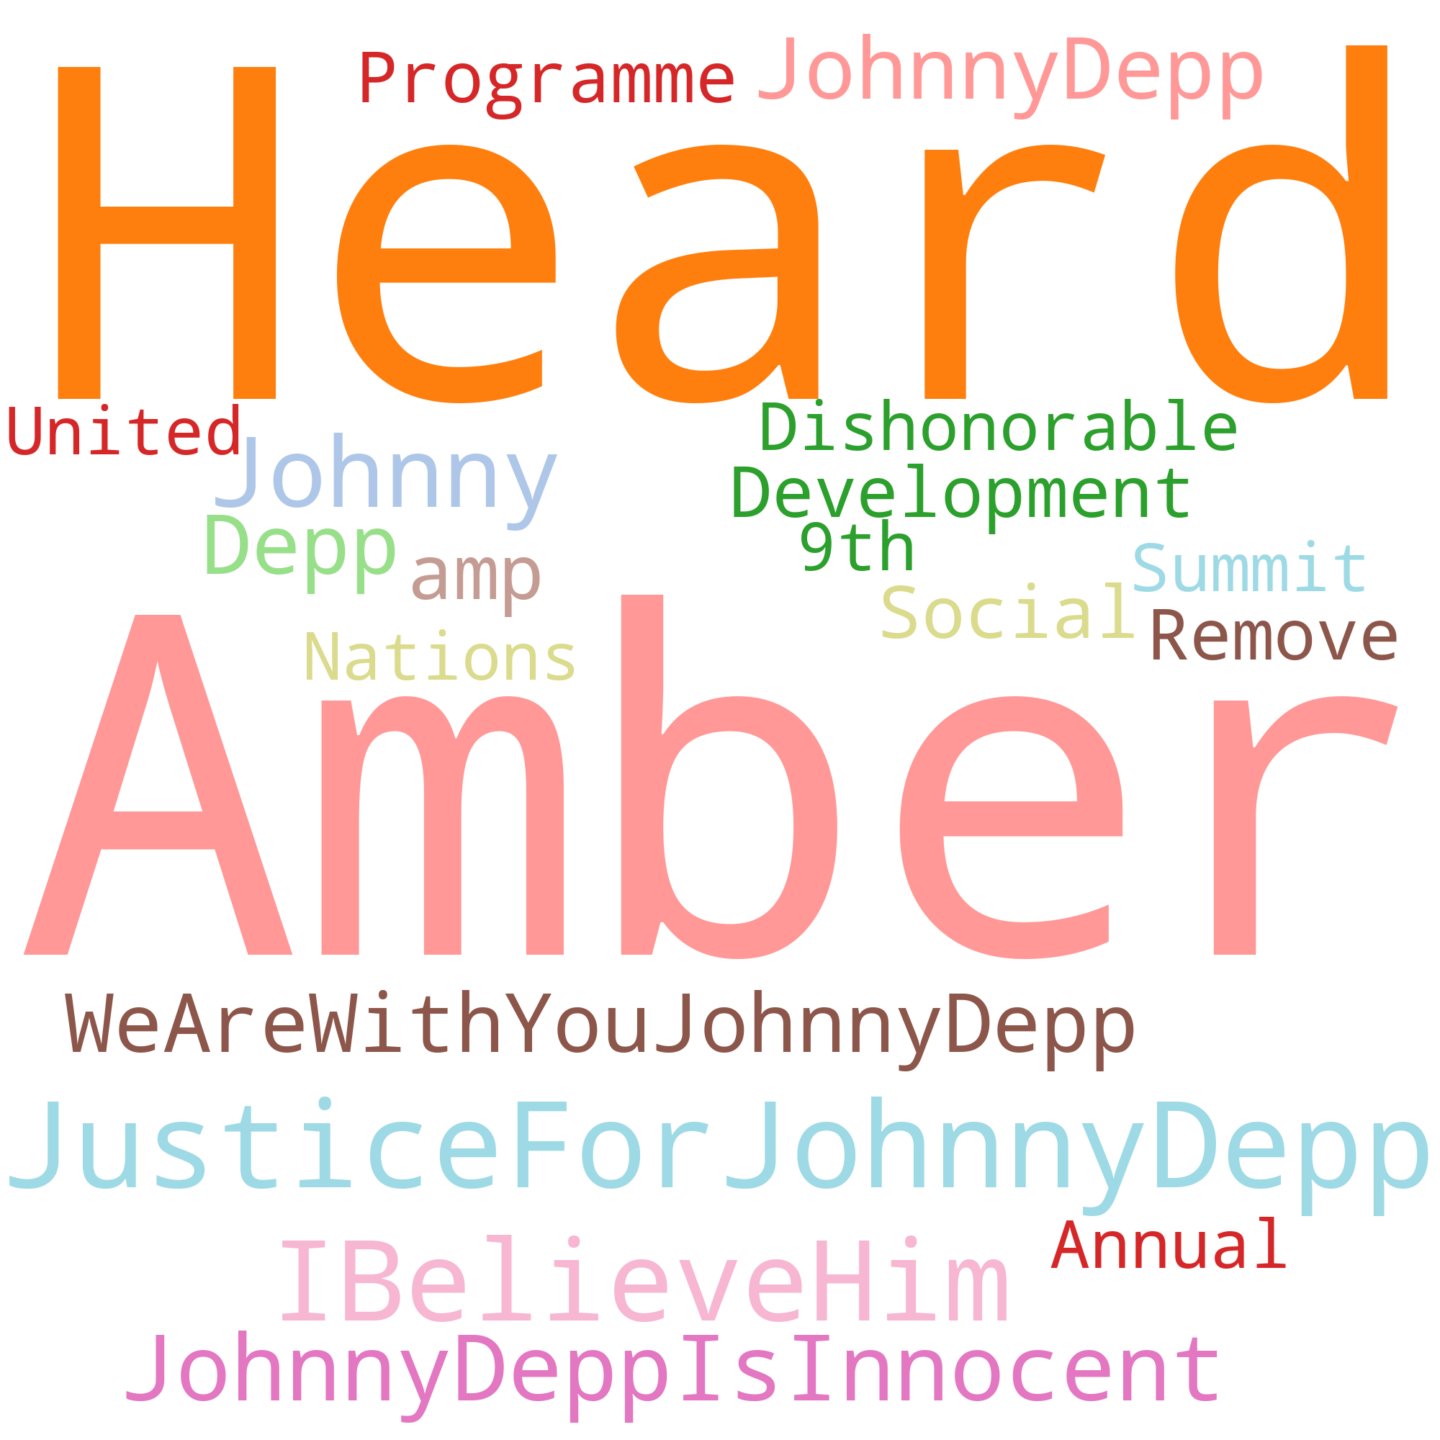 Programme JohnnyDepp
Heard
United
Johnny
Dishonorable
Development
Depp
amp
9th
Summit
Social
Nations
Remove
Amber
WeAreWithYouJohnnyDepp
JusticeForJohnnyDepp
Annual
IBelieveHim
JohnnyDeppIsInnocent